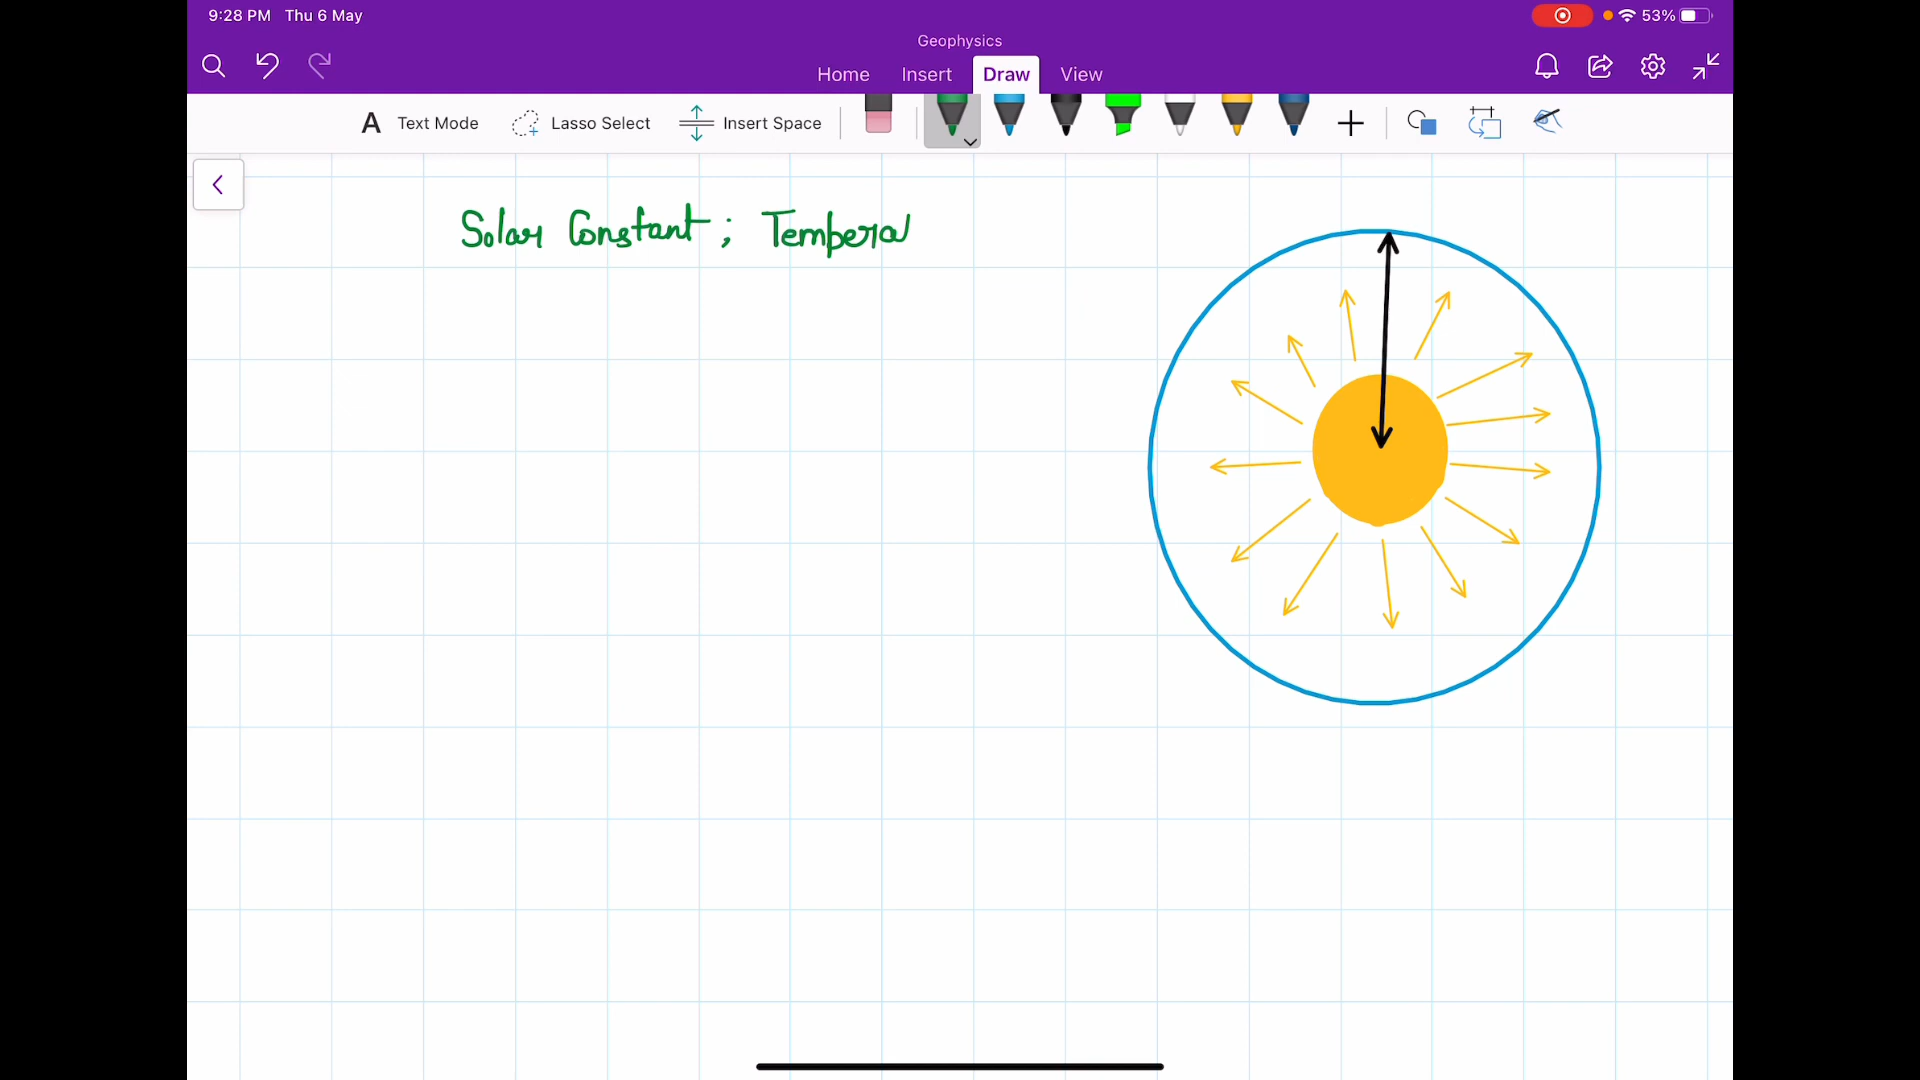 9:28 PM Thu 6 May
53%
Geophysics
Home Insert Draw View
A Text Mode Lasso Select Insert Space
Solar Constant ; Tempera